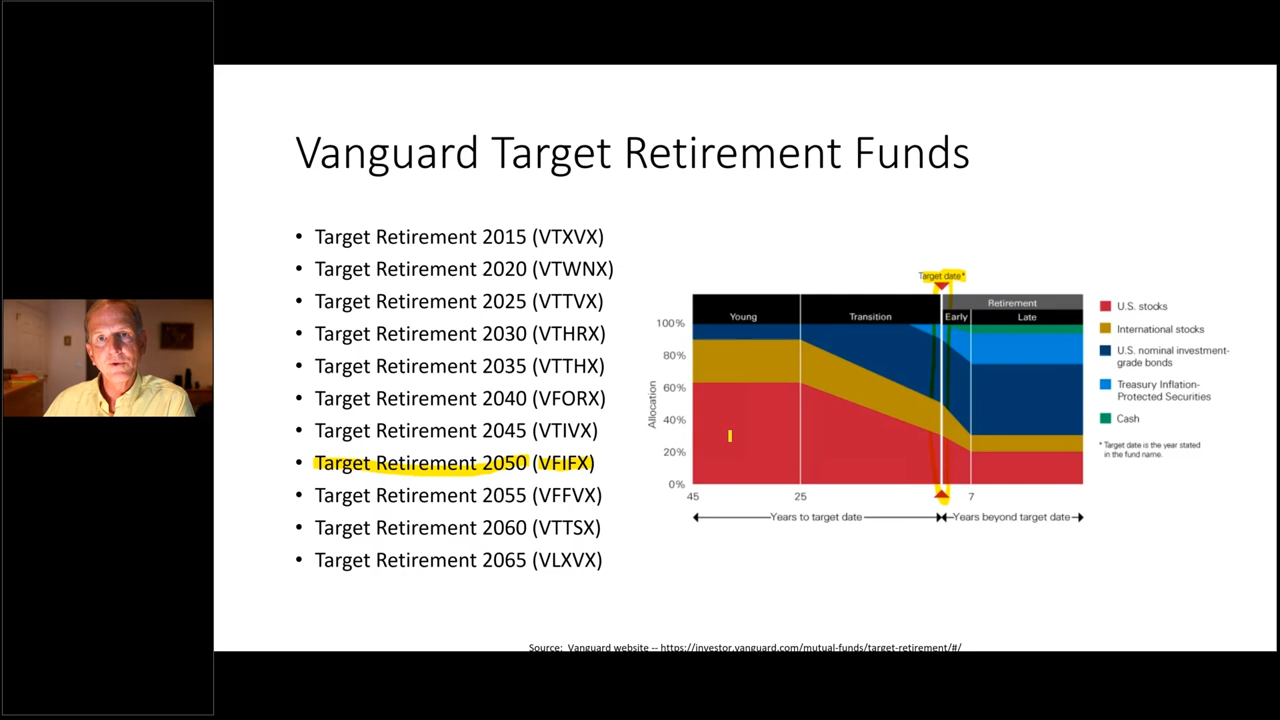 Vanguard Target Retirement Funds
• Target Retirement 2015 (VTXVX)
• Target Retirement 2020 (VTWNX)
• Target Retirement 2025 (VTTVX)
• Target Retirement 2030 (VTHRX)
• Target Retirement 2035 (VTTHX)
• Target Retirement 2040 (VFORX)
• Target Retirement 2045 (VTIVX)
• Target Retirement 2050 (VFIFX)
• Target Retirement 2055 (VFFVX)
• Target Retirement 2060 (VTTSX)
• Target Retirement 2065 (VLXVX)
Target date*
Retirement
Young Transition Early Late
100%
80%
60%
40%
20%
0%
Allocation
45 25 7
Years to target date Years beyond target date
U.S. stocks
International stocks
U.S. nominal investment-
grade bonds
Treasury Inflation-
Protected Securities
Cash
* Target date is the year stated
in the fund name.
Source: Vanguard website -- https://investor.vanguard.com/mutual-funds/target-retirement/#/